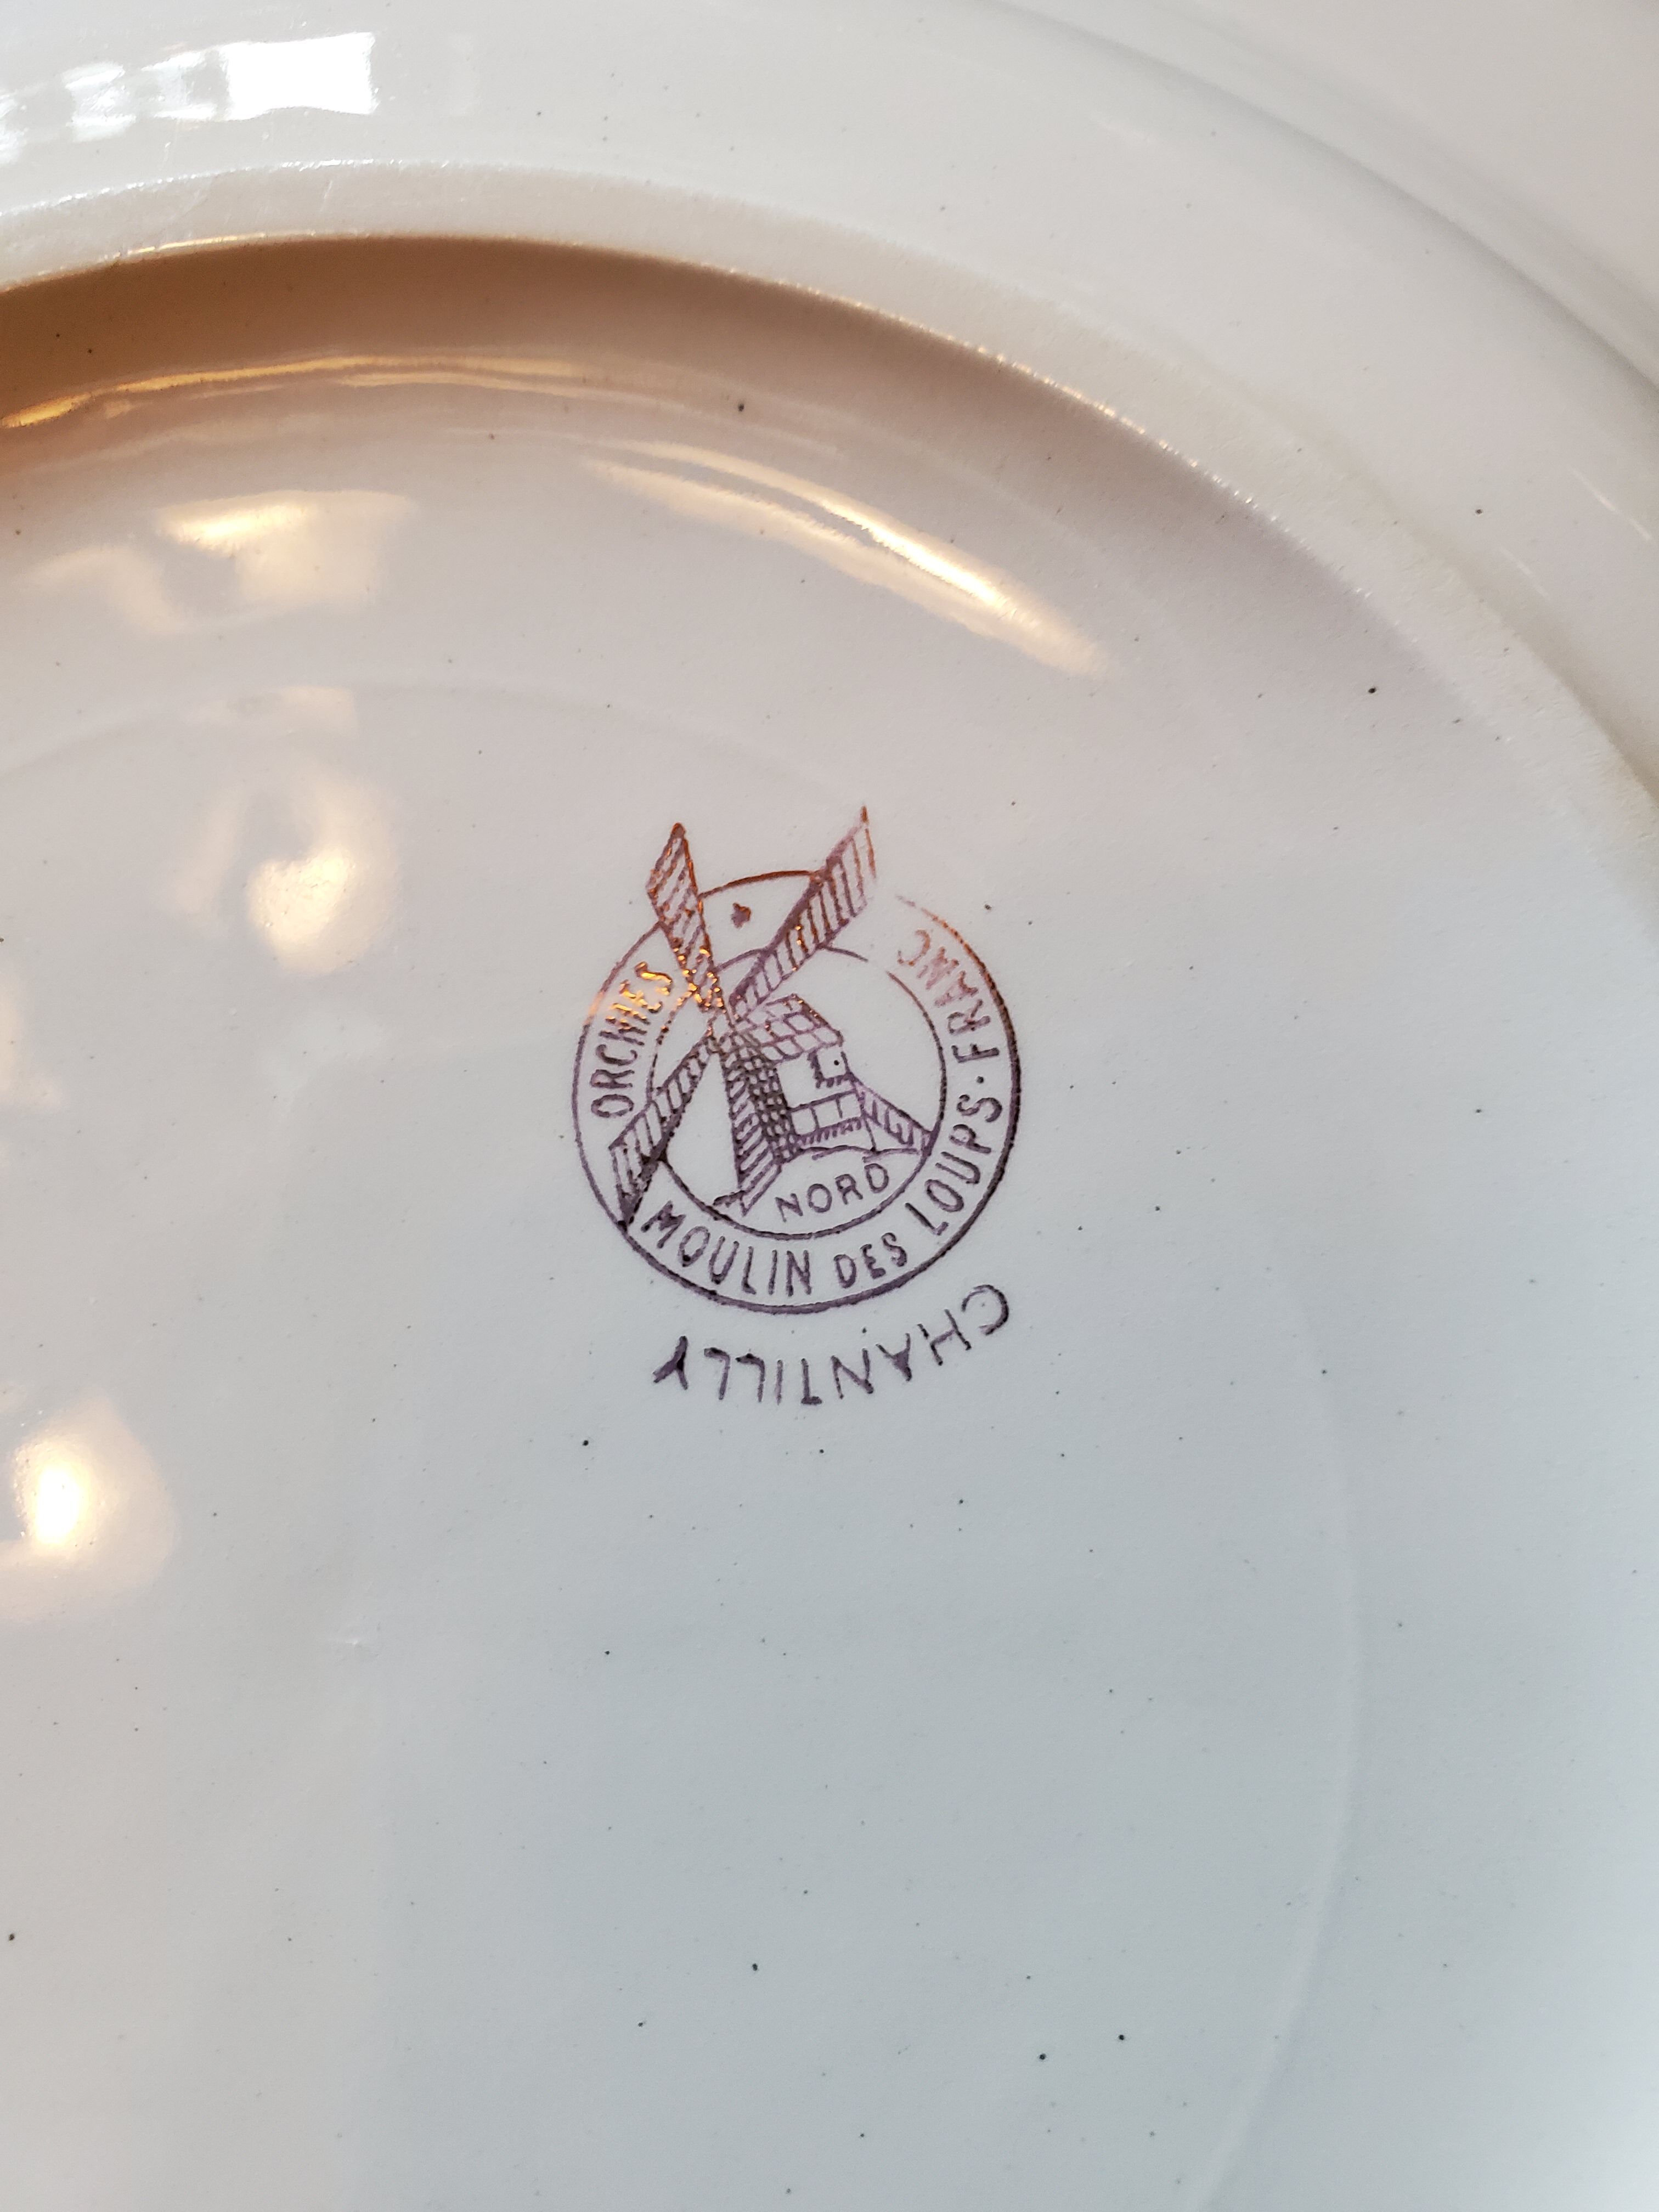 ORCHIES
MOULIN DES LOUPS · FRANC
NORD
CHANTILLY